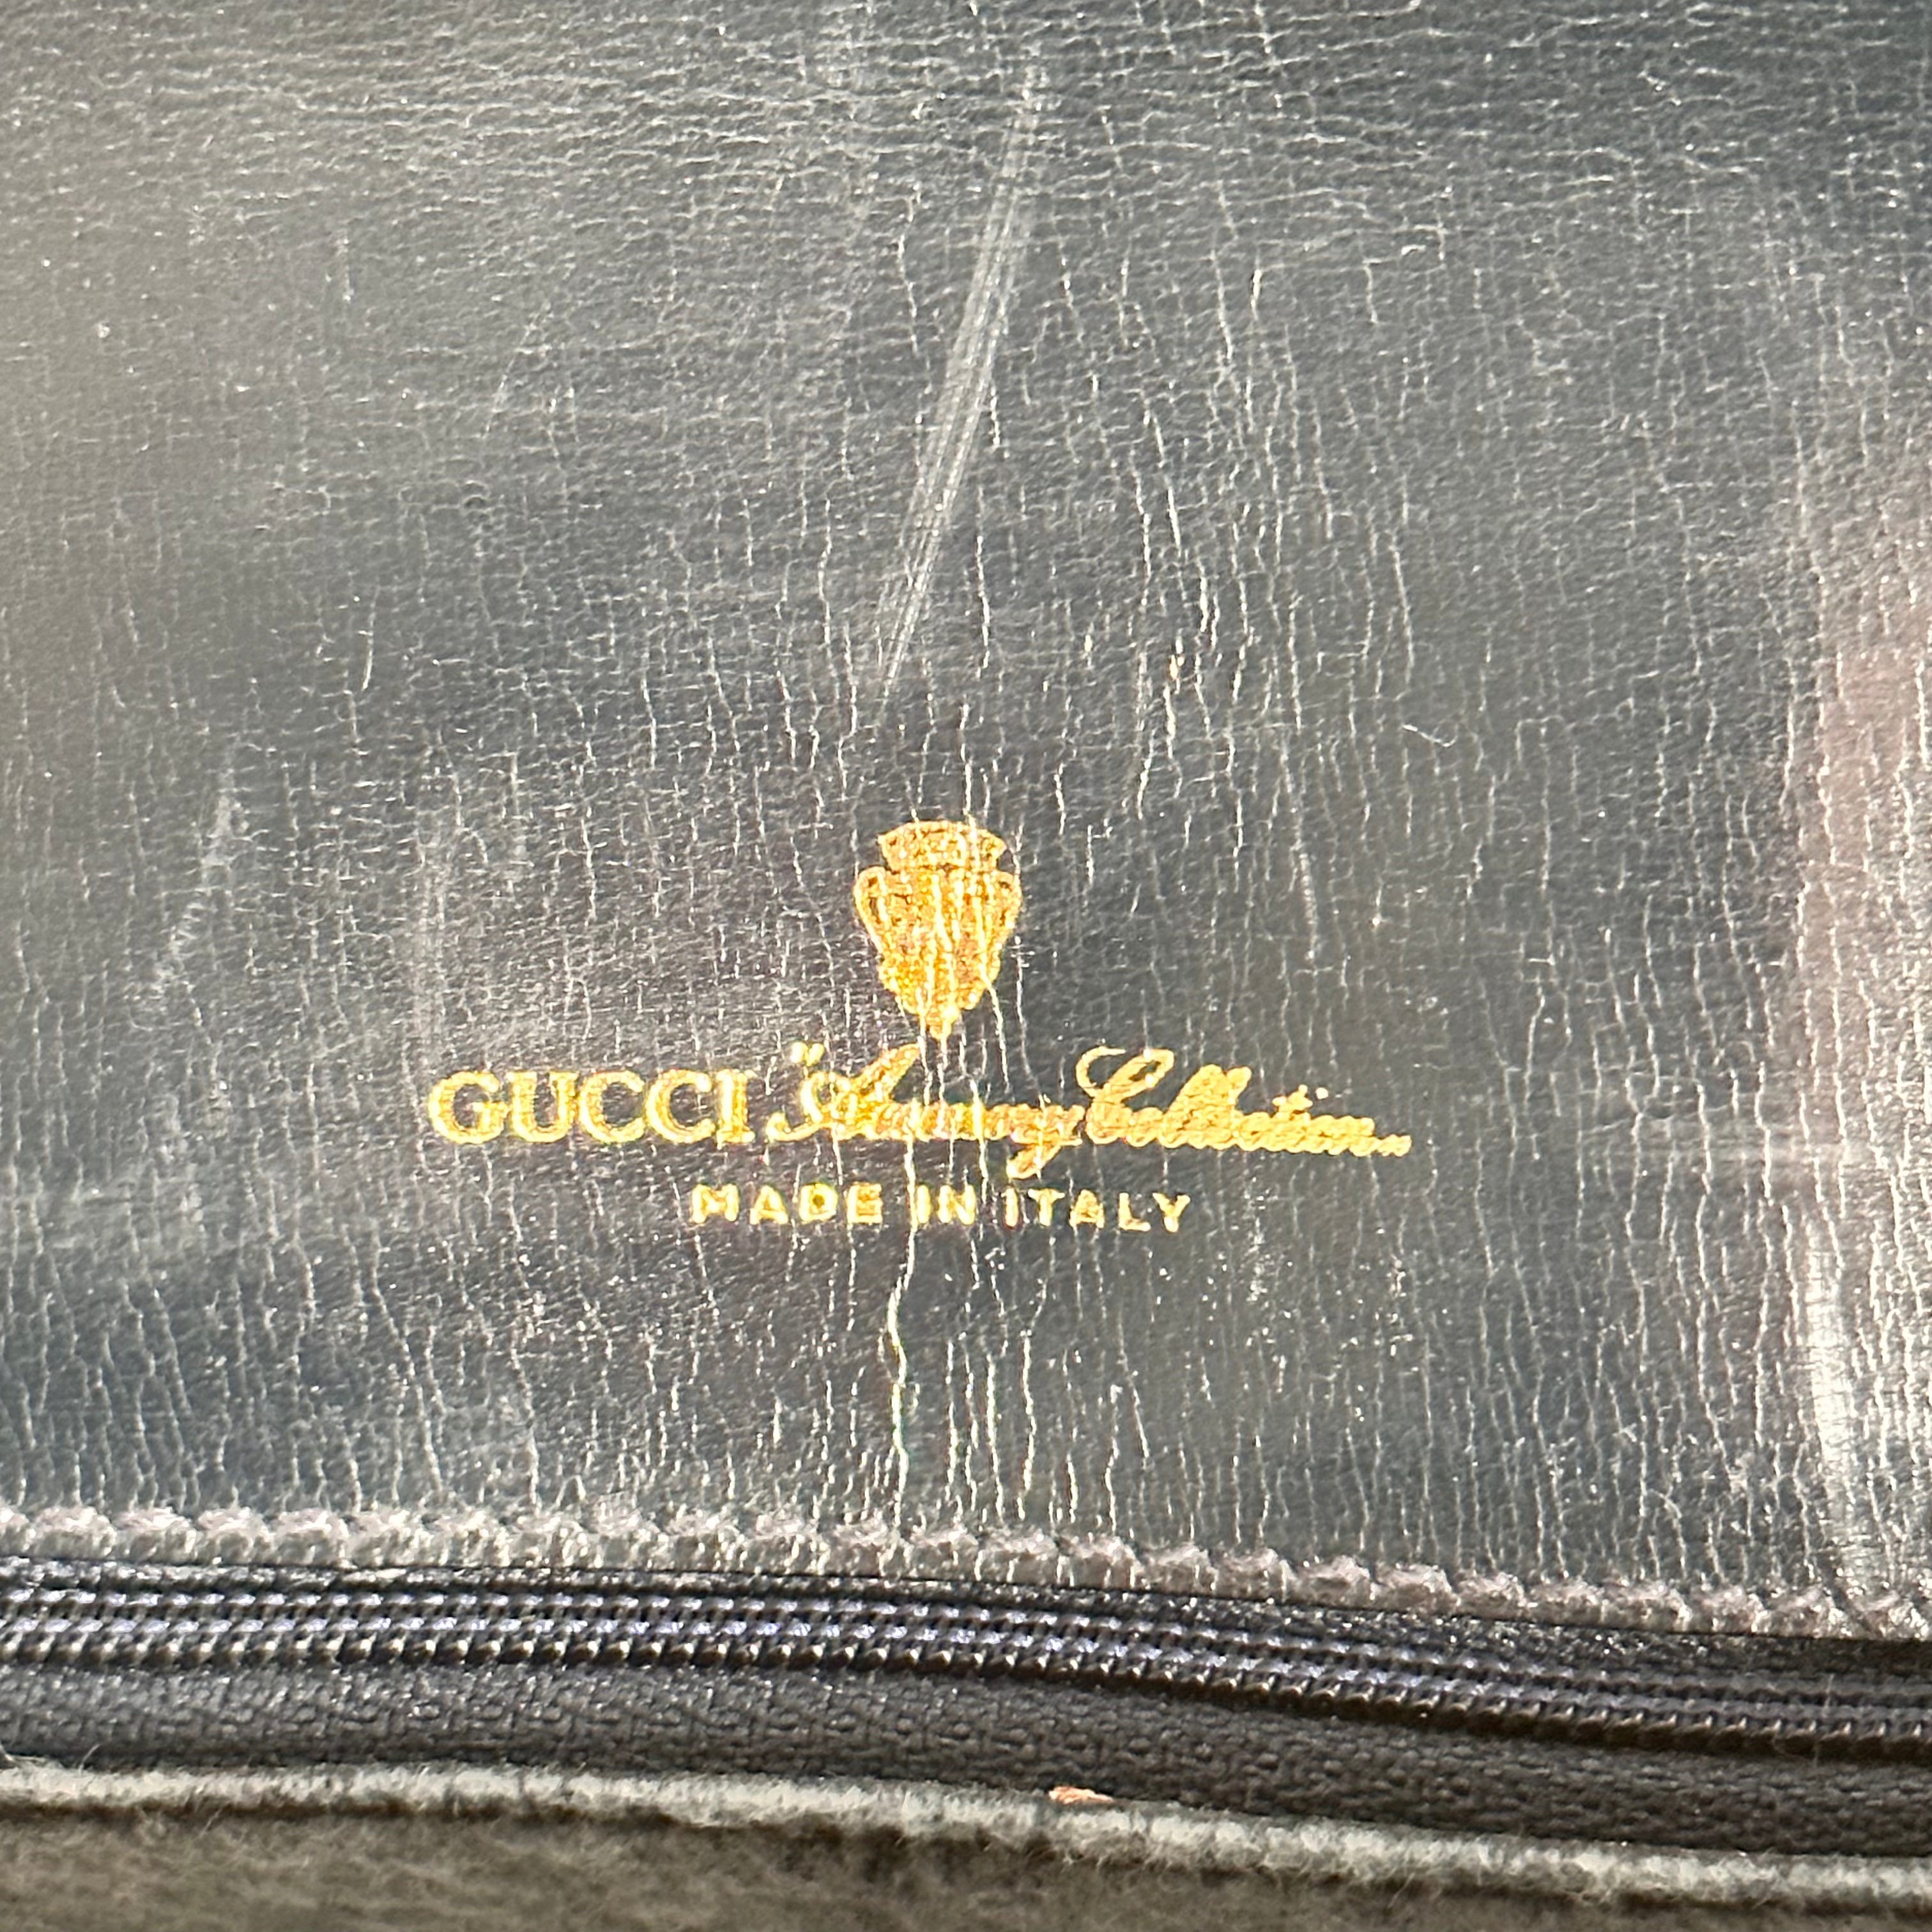 GUCCI "Accessory Collection"
MADE IN ITALY